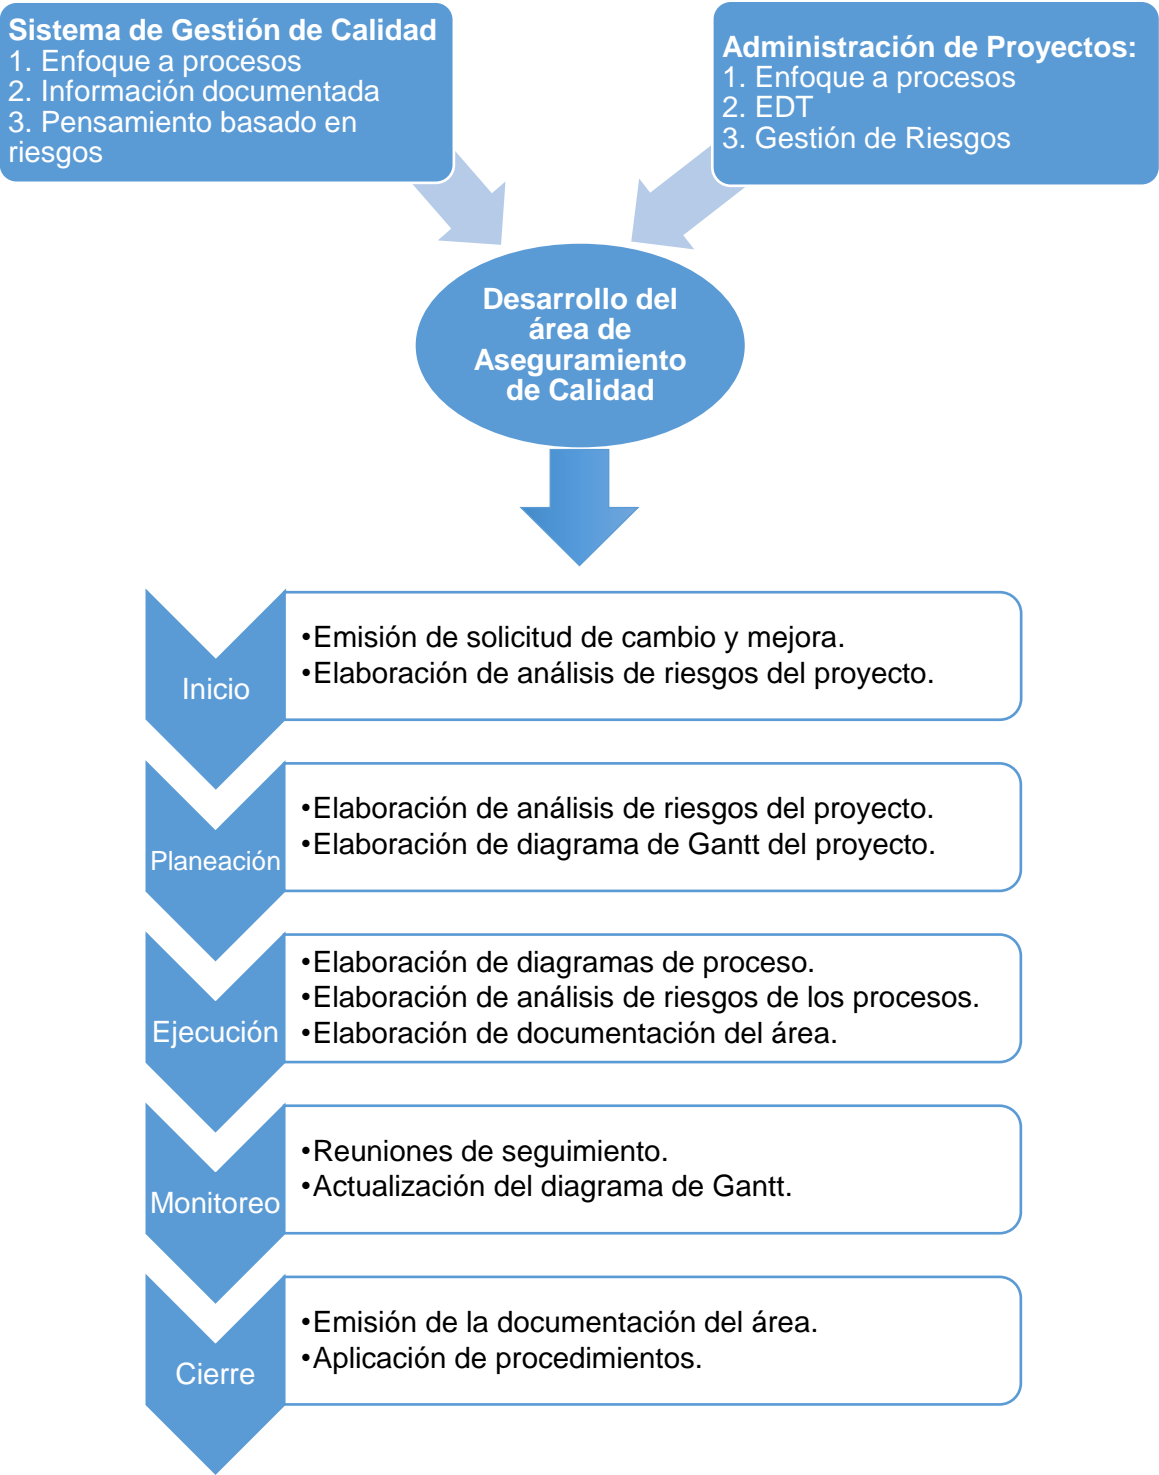 Sistema de Gestión de Calidad
1. Enfoque a procesos
2. Información documentada
3. Pensamiento basado en
riesgos
Administración de Proyectos:
1. Enfoque a procesos
2. EDT
3. Gestión de Riesgos
Desarrollo del
área de
Aseguramiento
de Calidad
Inicio
•Emisión de solicitud de cambio y mejora.
•Elaboración de análisis de riesgos del proyecto.
Planeación
•Elaboración de análisis de riesgos del proyecto.
•Elaboración de diagrama de Gantt del proyecto.
Ejecución
•Elaboración de diagramas de proceso.
•Elaboración de análisis de riesgos de los procesos.
•Elaboración de documentación del área.
Monitoreo
•Reuniones de seguimiento.
•Actualización del diagrama de Gantt.
Cierre
•Emisión de la documentación del área.
•Aplicación de procedimientos.